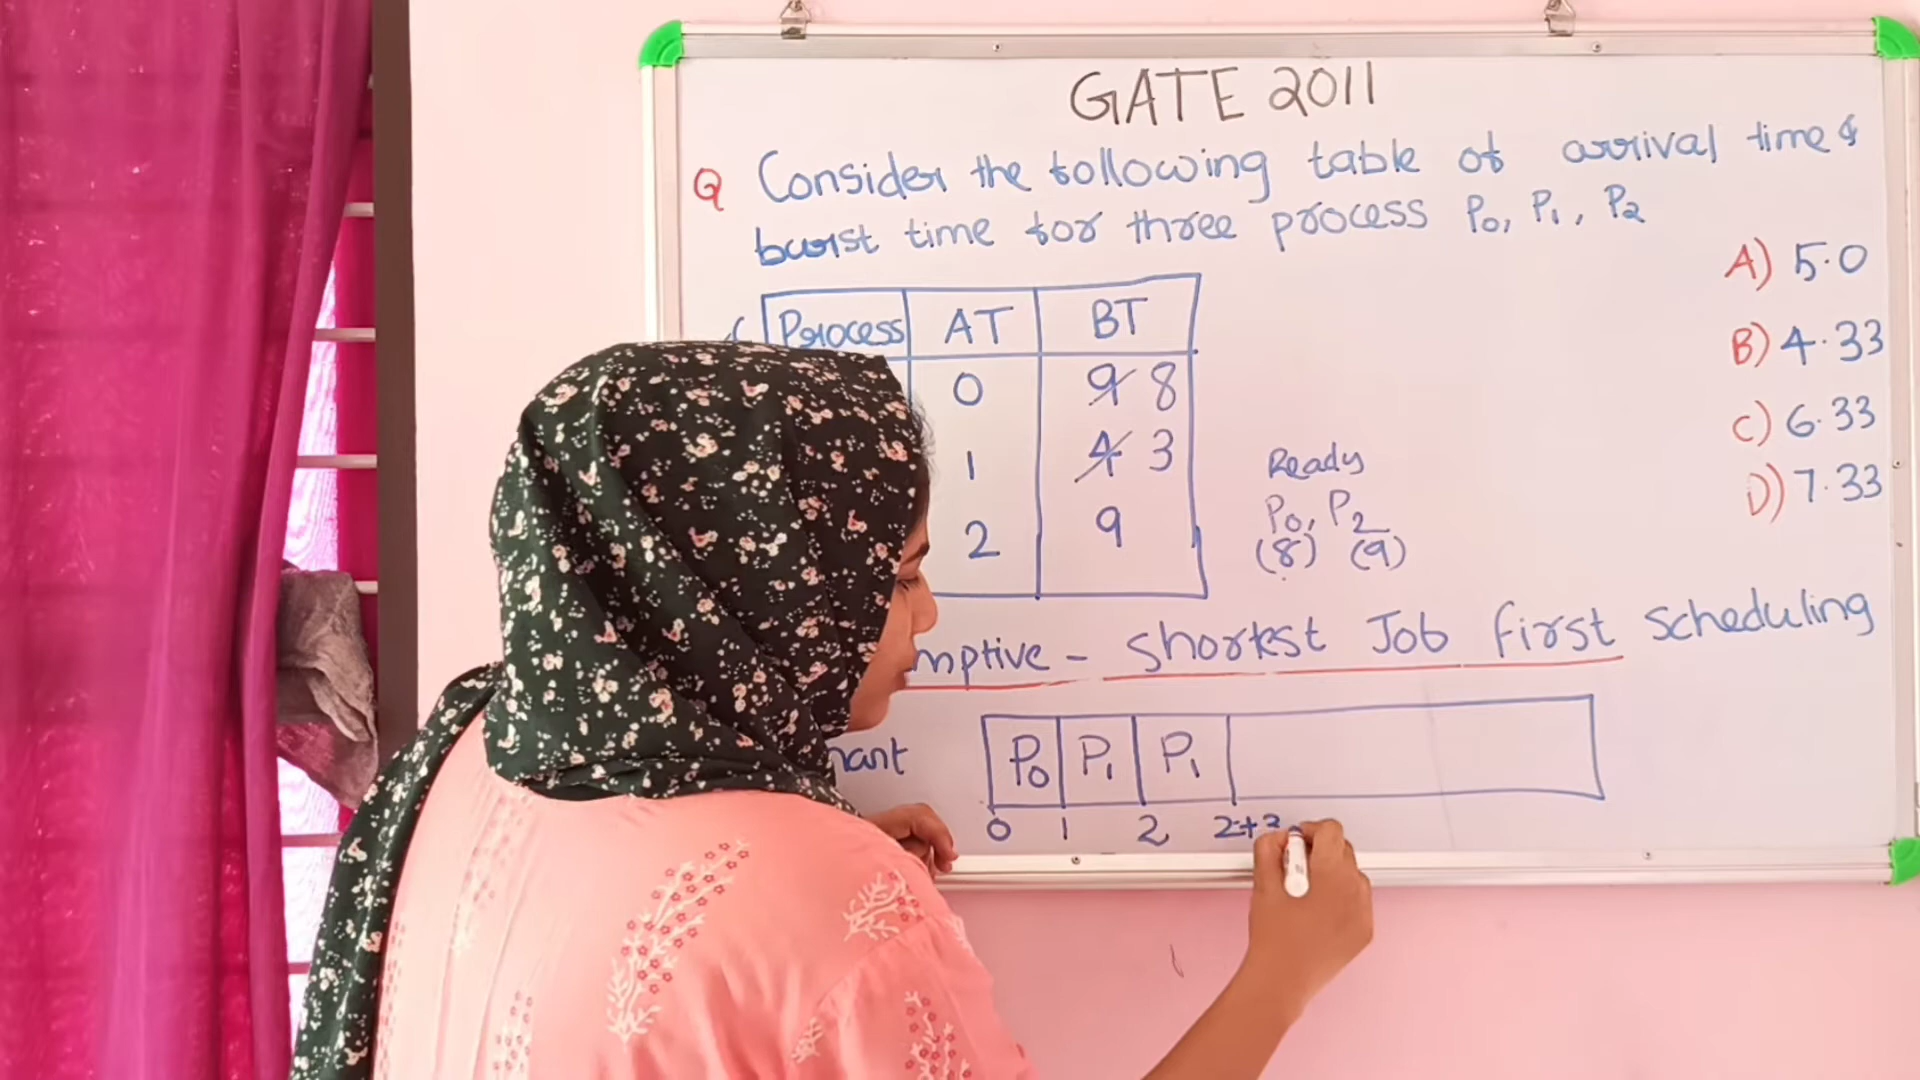 GATE 2011
Q Consider the following table of arrival time &
burst time for three process P0, P1, P2
A) 5.0
B) 4.33
C) 6.33
D) 7.33
Process AT BT
0 9 8
1 4 3
2 9
Ready
P0, P2
(8) (9)
mptive - Shortest Job first Scheduling
hant
P0 P1 P1
0 1 2 2+3